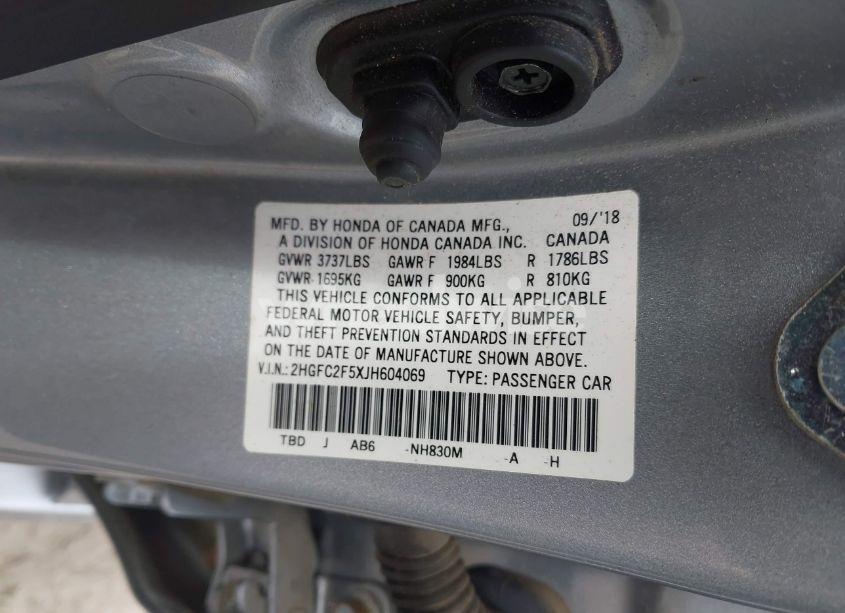 MFD. BY HONDA OF CANADA MFG., 09/'18
A DIVISION OF HONDA CANADA INC. CANADA
GVWR 3737LBS GAWR F 1984LBS R 1786LBS
GVWR 1695KG GAWR F 900KG R 810KG
THIS VEHICLE CONFORMS TO ALL APPLICABLE
FEDERAL MOTOR VEHICLE SAFETY, BUMPER,
AND THEFT PREVENTION STANDARDS IN EFFECT
ON THE DATE OF MANUFACTURE SHOWN ABOVE.
V.I.N.: 2HGFC2F5XJH604069 TYPE: PASSENGER CAR
TBD J AB6 -NH830M -A -H